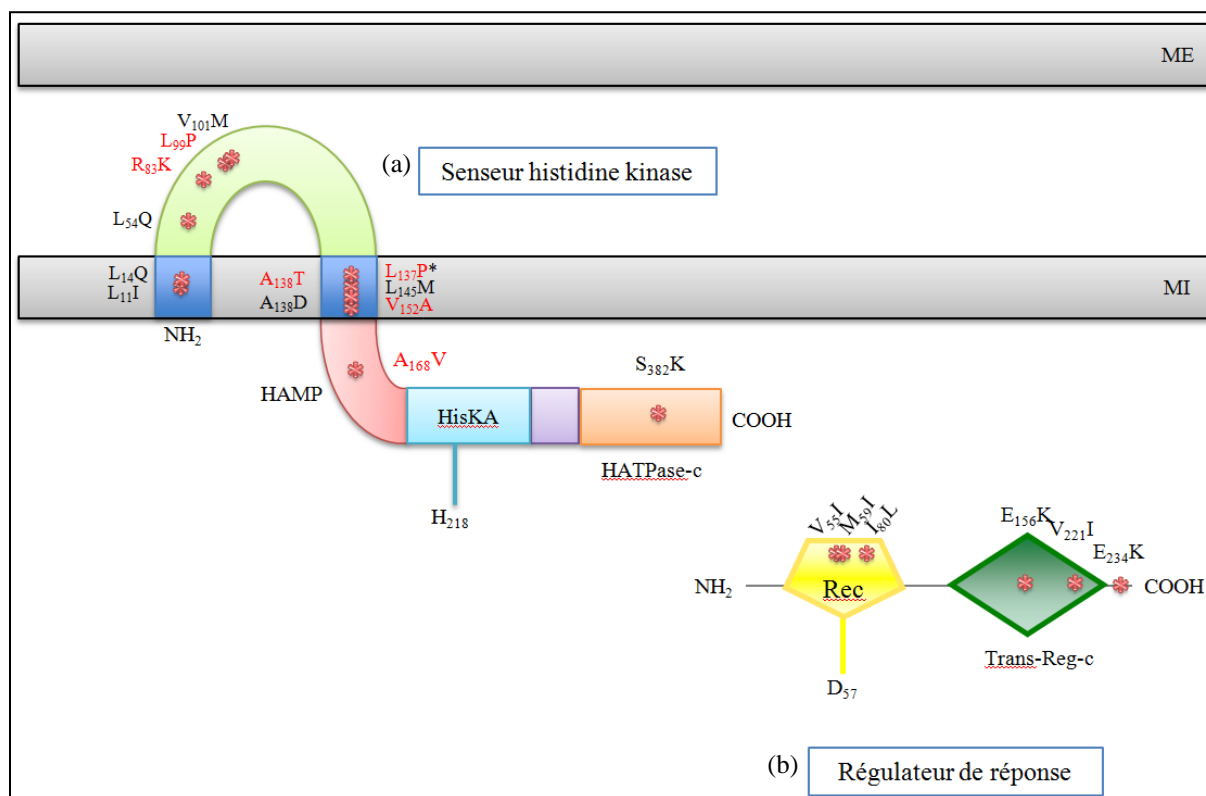 ME
V₁₀₁M
L₉₉P
R₈₃K
(a) Senseur histidine kinase
L₅₄Q
L₁₄Q
L₁₁I
A₁₃₈T
A₁₃₈D
L₁₃₇P*
L₁₄₅M
V₁₅₂A
MI
NH₂
A₁₆₈V
HAMP
S₃₈₂K
HisKA
COOH
HATPase-c
H₂₁₈
V₅₅I
M₅₉I
I₈₀L
E₁₅₆K
V₂₂₁I
E₂₃₄K
NH₂
Rec
COOH
Trans-Reg-c
D₅₇
(b) Régulateur de réponse